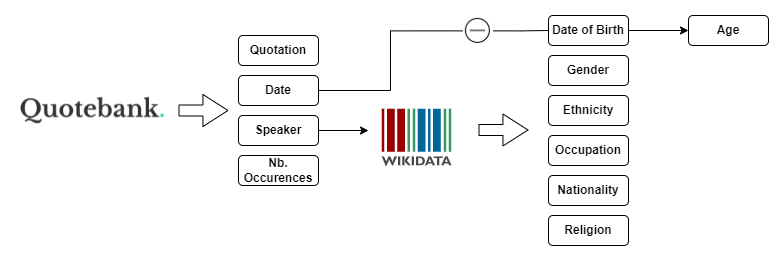 Quotebank.
Quotation
Date
Speaker
Nb.
Occurences
WIKIDATA
Date of Birth
Gender
Ethnicity
Occupation
Nationality
Religion
Age